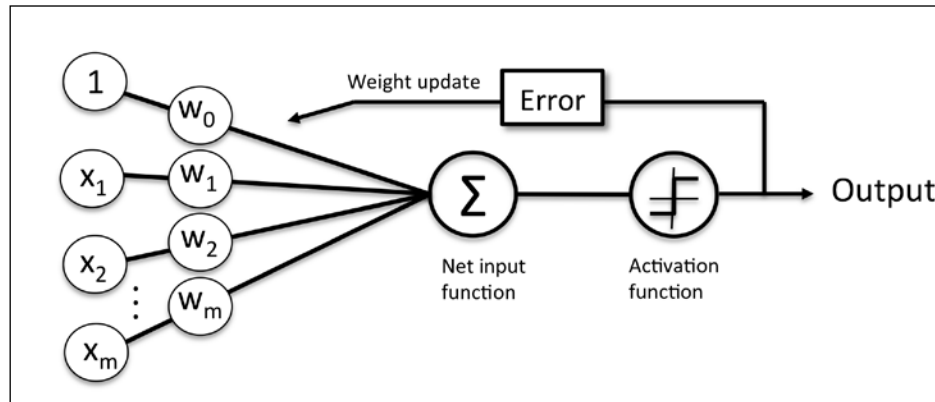 1
w₀
x₁
w₁
x₂
w₂
⋮
xₘ
wₘ
Weight update
Error
Σ
Net input
function
Activation
function
Output